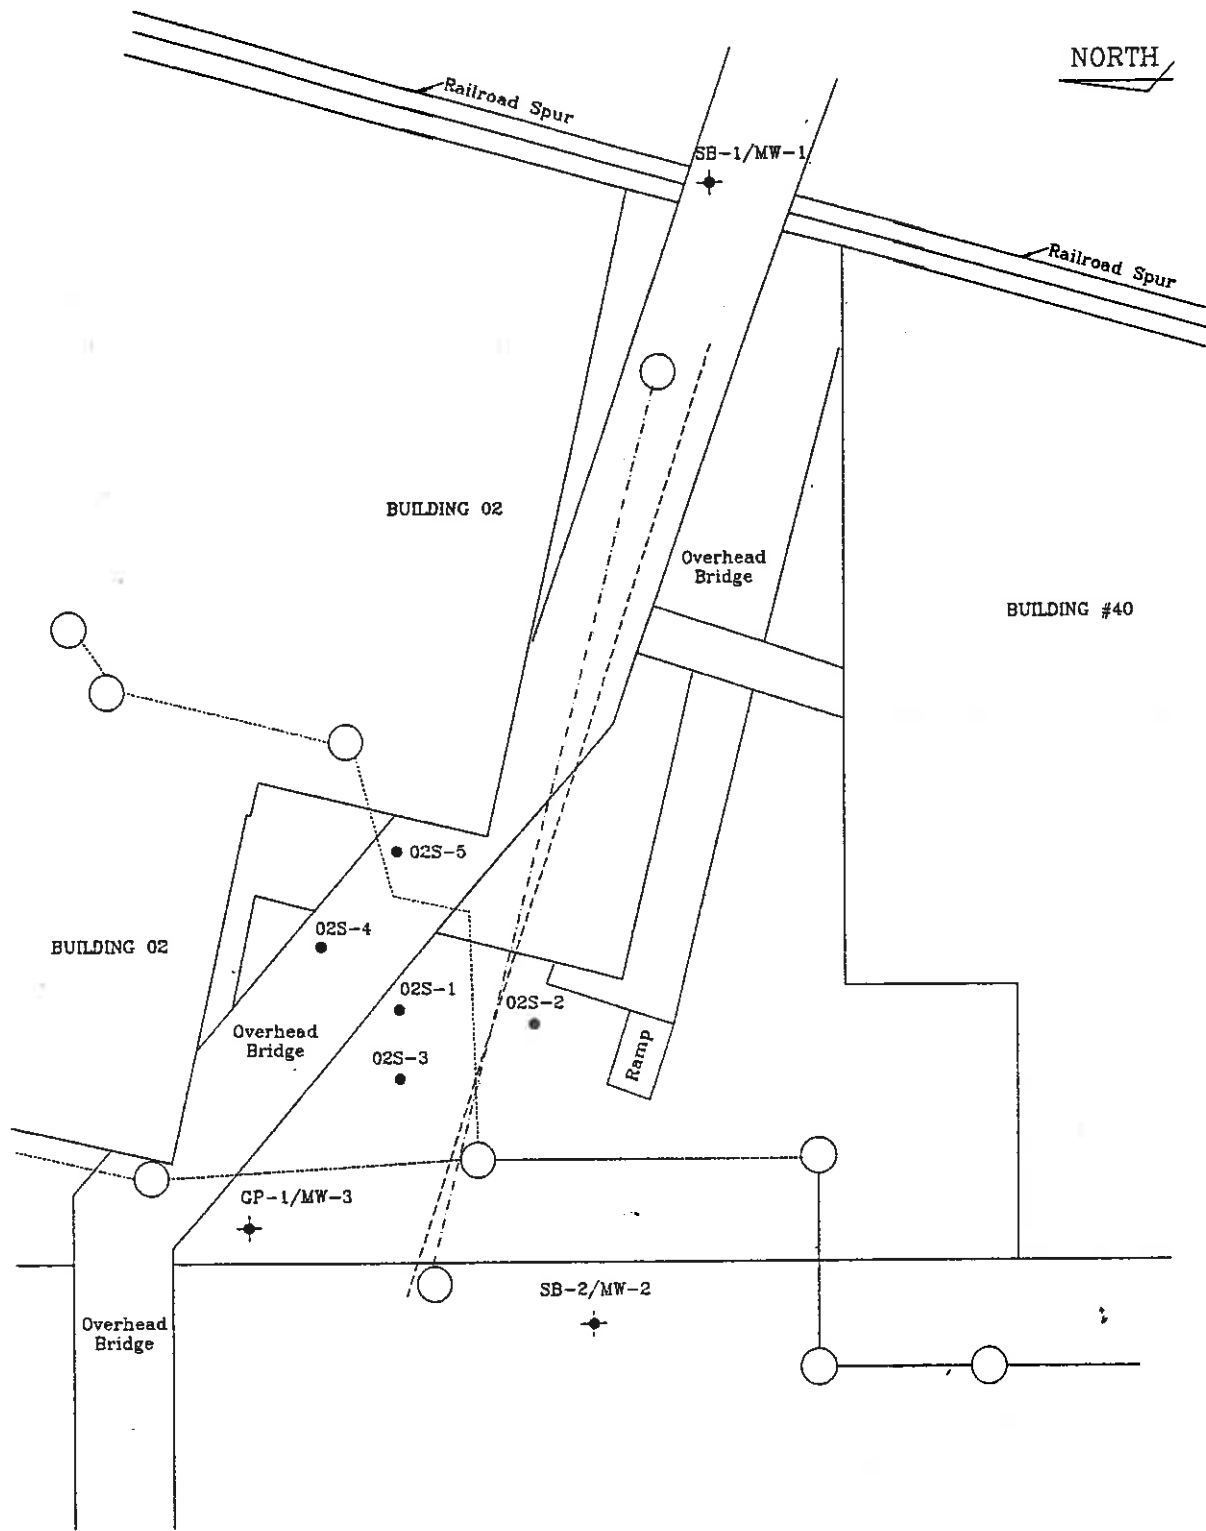 NORTH
Railroad Spur
SB-1/MW-1
Railroad Spur
BUILDING 02
Overhead
Bridge
BUILDING #40
02S-5
02S-4
BUILDING 02
02S-1
02S-2
Overhead
Bridge
02S-3
Ramp
GP-1/MW-3
SB-2/MW-2
Overhead
Bridge